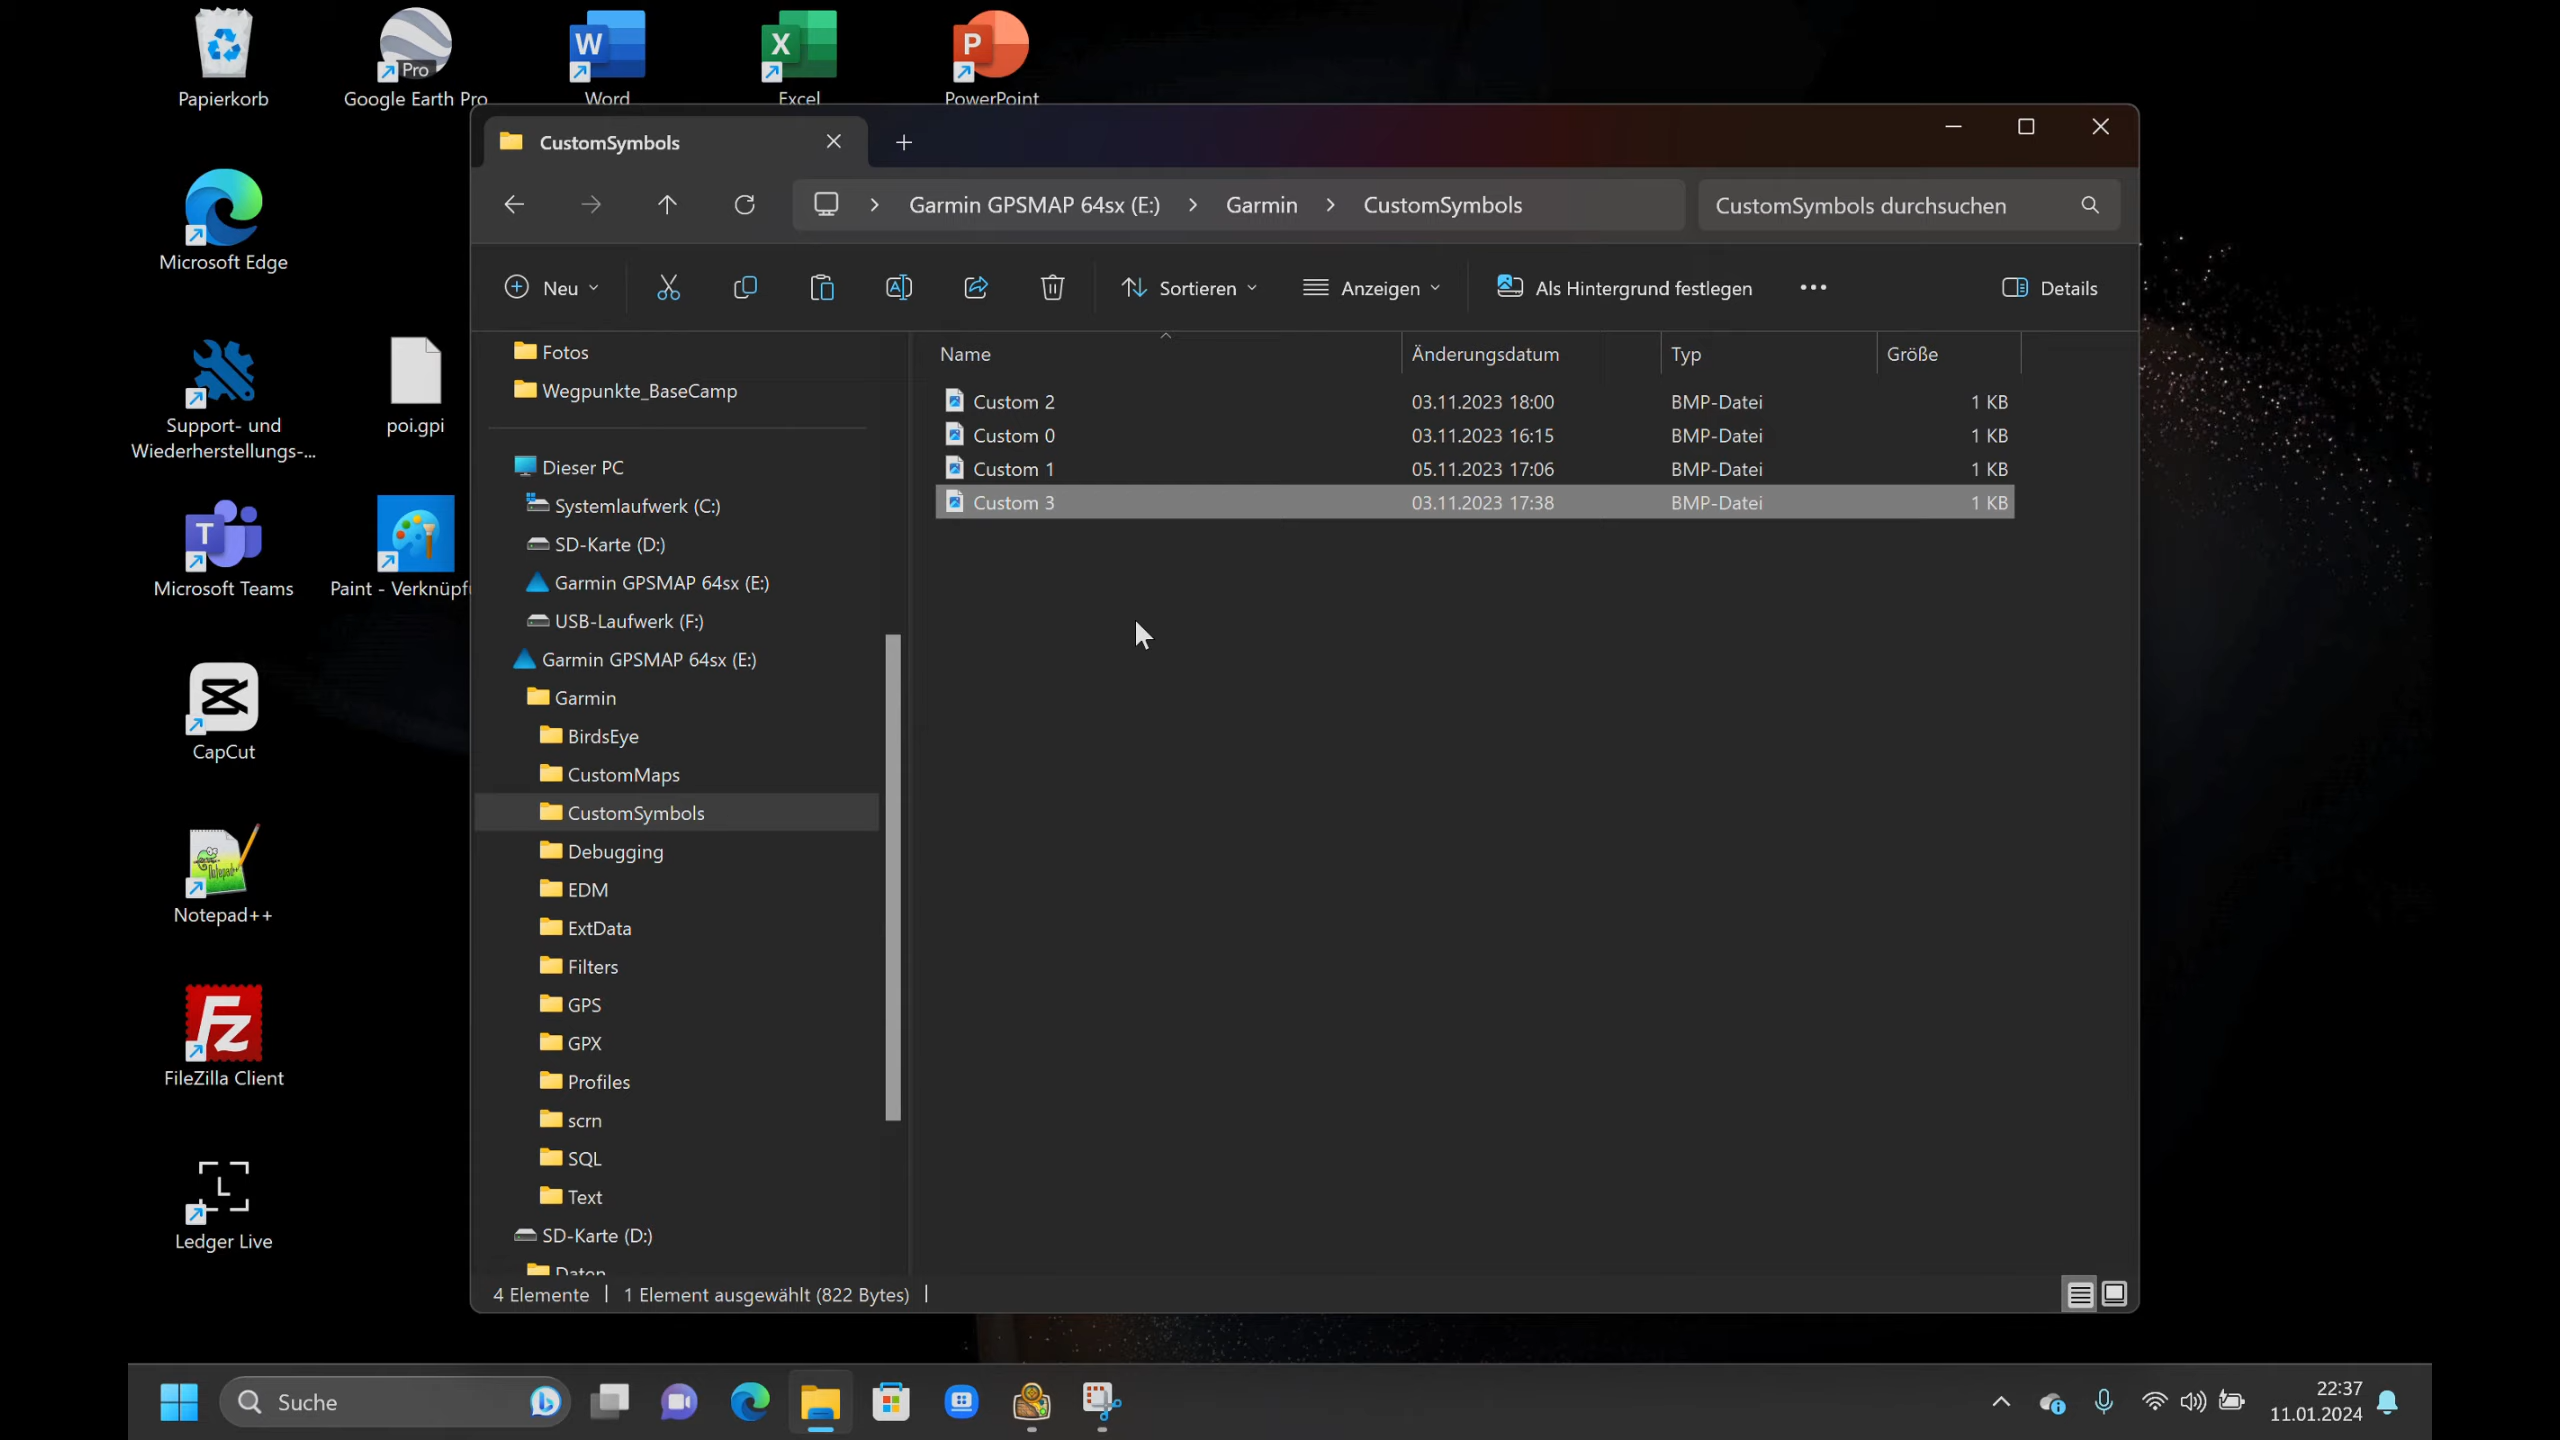 Papierkorb
Google Earth Pro
Word
Excel
PowerPoint
Microsoft Edge
Support- und
Wiederherstellungs-...
poi.gpi
Microsoft Teams
Paint - Verknüpf
CapCut
Notepad++
FileZilla Client
Ledger Live
CustomSymbols
Garmin GPSMAP 64sx (E:)
Garmin
CustomSymbols
CustomSymbols durchsuchen
Neu
Sortieren
Anzeigen
Als Hintergrund festlegen
Details
Fotos
Wegpunkte_BaseCamp
Dieser PC
Systemlaufwerk (C:)
SD-Karte (D:)
Garmin GPSMAP 64sx (E:)
USB-Laufwerk (F:)
Garmin GPSMAP 64sx (E:)
Garmin
BirdsEye
CustomMaps
CustomSymbols
Debugging
EDM
ExtData
Filters
GPS
GPX
Profiles
scrn
SQL
Text
SD-Karte (D:)
Daten
Name Änderungsdatum Typ Größe
Custom 2 03.11.2023 18:00 BMP-Datei 1 KB
Custom 0 03.11.2023 16:15 BMP-Datei 1 KB
Custom 1 05.11.2023 17:06 BMP-Datei 1 KB
Custom 3 03.11.2023 17:38 BMP-Datei 1 KB
4 Elemente 1 Element ausgewählt (822 Bytes)
Suche
22:37
11.01.2024